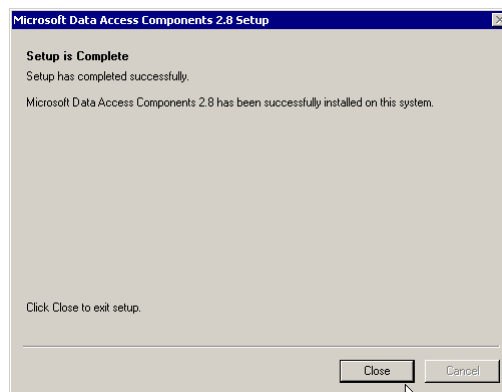 Microsoft Data Access Components 2.8 Setup
Setup is Complete
Setup has completed successfully.
Microsoft Data Access Components 2.8 has been successfully installed on this system.
Click Close to exit setup.
Close
Cancel